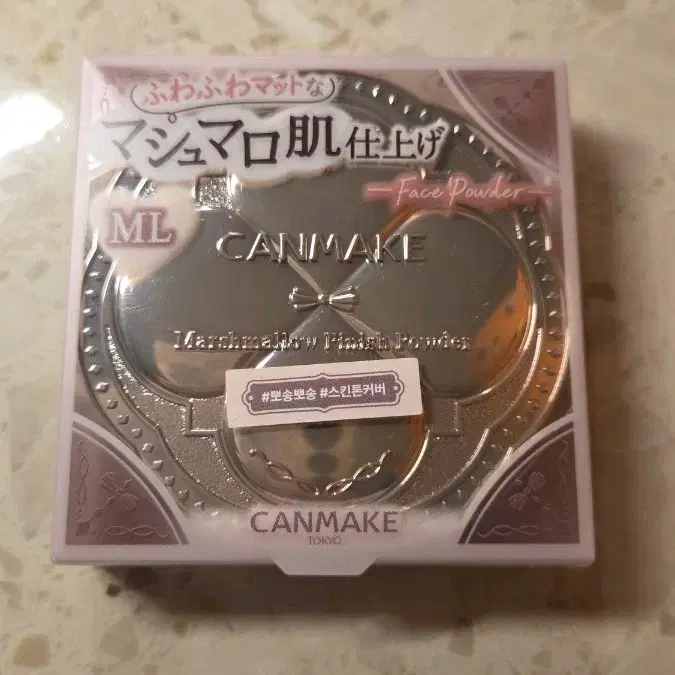 ふわふわマットな
マシュマロ肌仕上げ
Face Powder
ML
CANMAKE
Marshmallow Finish Powder
#뽀송뽀송 #스킨톤커버
CANMAKE
TOKYO